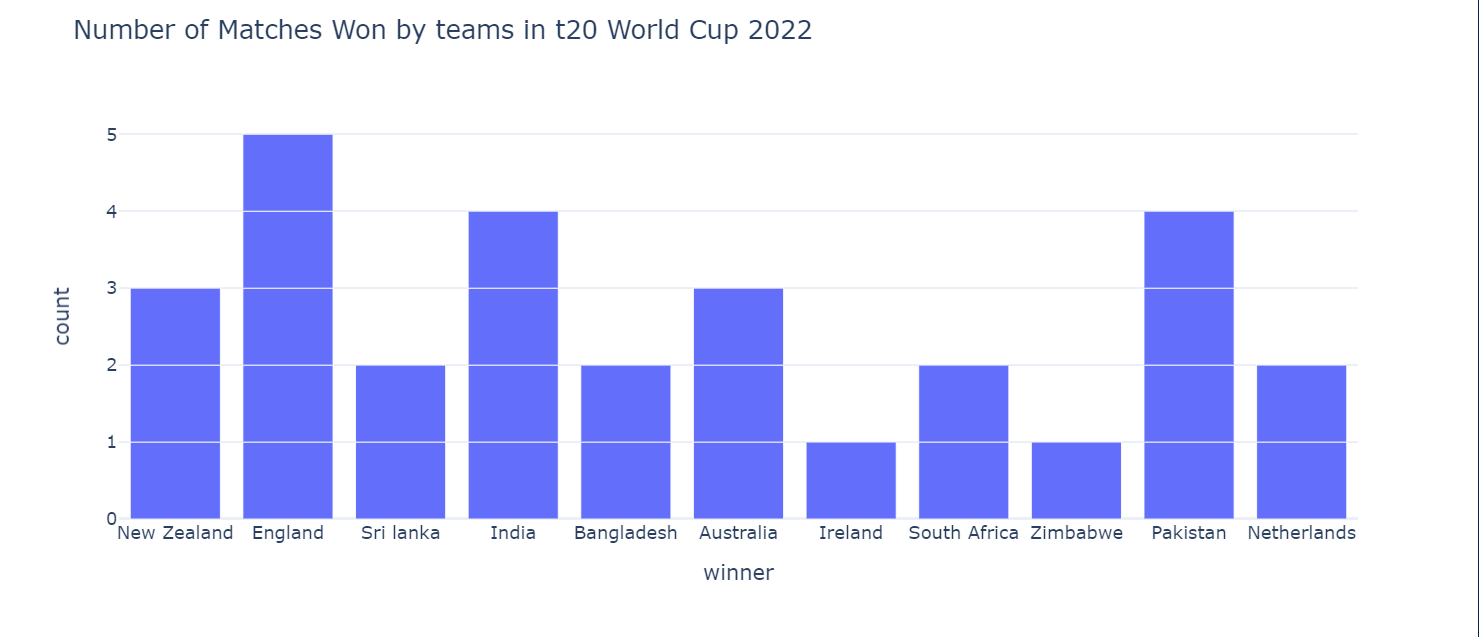 Number of Matches Won by teams in t20 World Cup 2022
5
4
3
2
1
0
count
New Zealand England Sri lanka India Bangladesh Australia Ireland South Africa Zimbabwe Pakistan Netherlands
winner